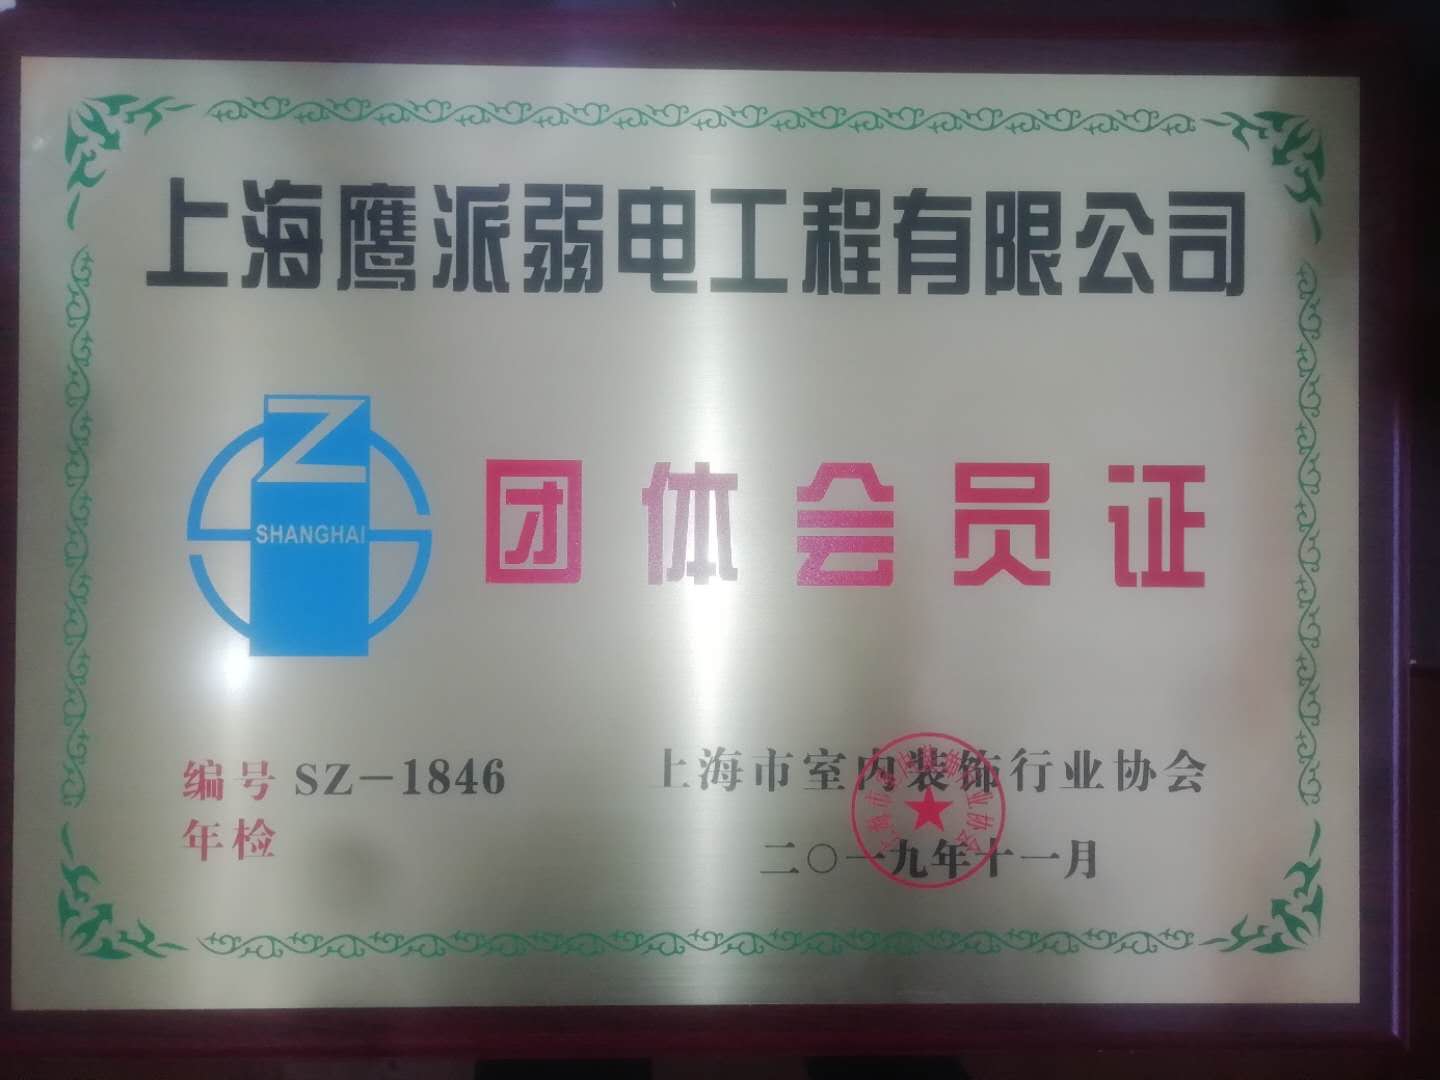 上海鹰派弱电工程有限公司
Z
SHANGHAI
团体会员证
编号 SZ-1846
年检
上海市室内装饰行业协会
二〇一九年十一月